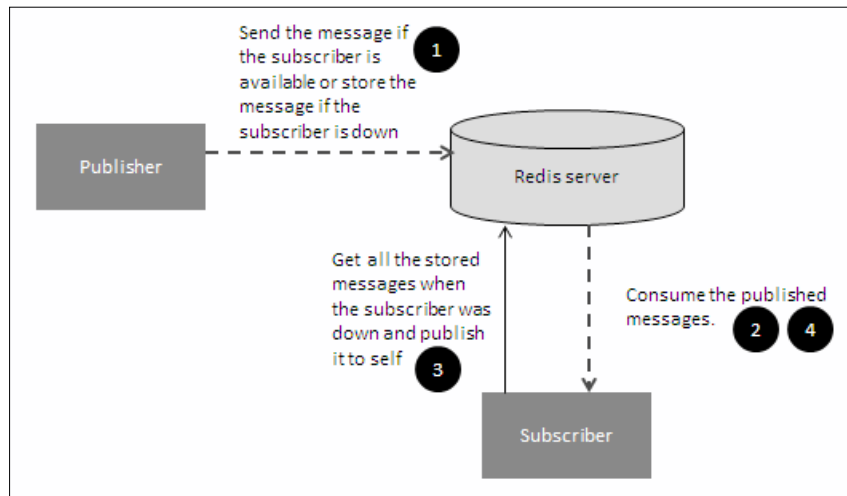 Send the message if
the subscriber is
available or store the
message if the
subscriber is down
1
Publisher
Redis server
Get all the stored
messages when
the subscriber was
down and publish
it to self
3
Consume the published
messages.
2
4
Subscriber